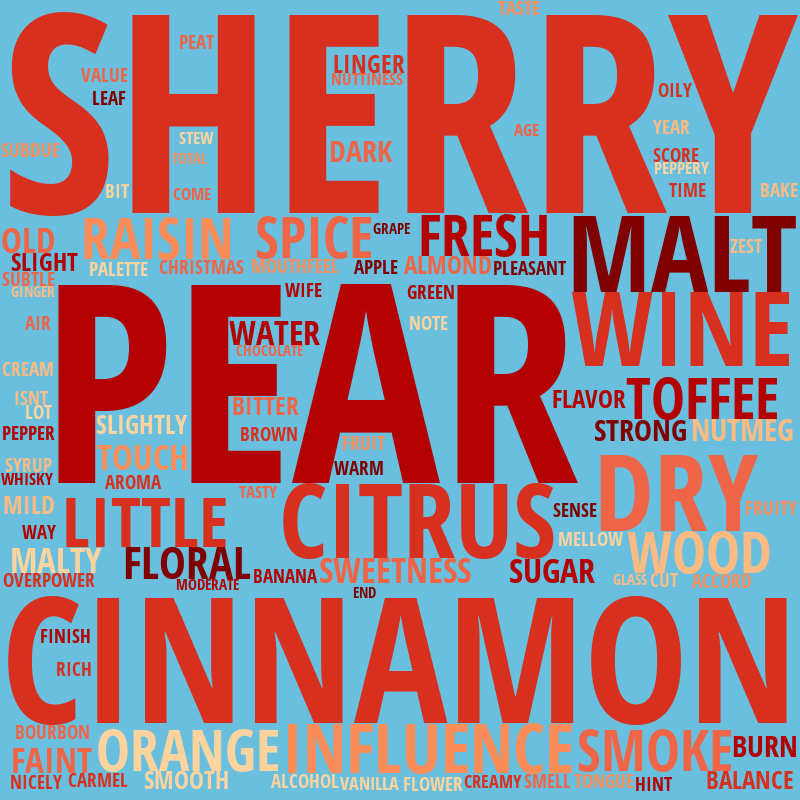 TASTE
SHERRY
PEAT
LINGER
VALUE
NUTTINESS
LEAF
OILY
AGE
YEAR
STEW
SUBDUE
DARK
SCORE
TOTAL
PEPPERY
BIT
COME
TIME
BAKE
OLD
RAISIN
SPICE
GRAPE
FRESH
MALT
ZEST
SLIGHT
PALETTE
CHRISTMAS
MOUTHFEEL
APPLE
ALMOND
PLEASANT
SUBTLE
GINGER
WIFE
GREEN
PEAR
AIR
WATER
NOTE
WINE
CHOCOLATE
CREAM
ISNT
LOT
BITTER
FLAVOR
TOFFEE
PEPPER
SLIGHTLY
BROWN
FRUIT
STRONG
NUTMEG
SYRUP
TOUCH
WARM
WHISKY
AROMA
TASTY
CITRUS
DRY
MILD
LITTLE
SENSE
FRUITY
WAY
MELLOW
WOOD
MALTY
FLORAL
BANANA
SWEETNESS
SUGAR
OVERPOWER
MODERATE
GLASS
CUT
ACCORD
END
CINNAMON
FINISH
RICH
BOURBON
ORANGE
INFLUENCE
SMOKE
BURN
FAINT
NICELY
CARMEL
SMOOTH
ALCOHOL
VANILLA
FLOWER
CREAMY
SMELL
TONGUE
HINT
BALANCE